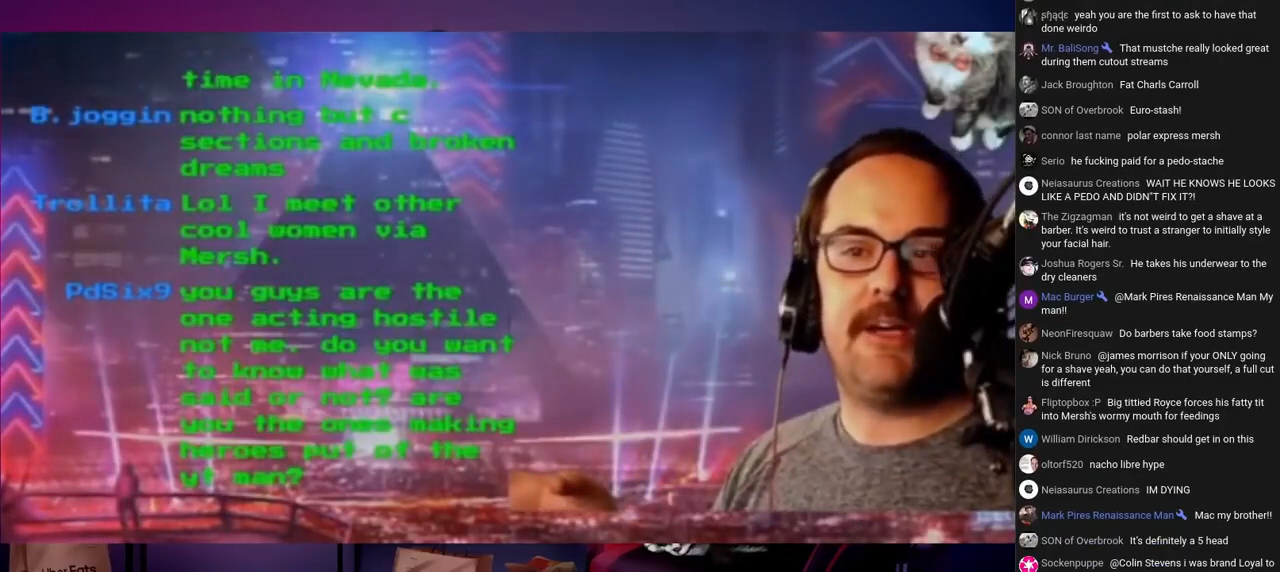 time in Nevada.
B.joggin nothing but c
sections and broken
dreams
Trollita Lol I meet other
cool women via
Mersh.
PdSix9 you guys are the
one acting hostile
not me. do you want
to know what was
said or not? are
you the ones making
heroes put of the
yt man?
Uber Eats
yeah you are the first to ask to have that
done weirdo
Mr. BaliSong That mustche really looked great
during them cutout streams
Jack Broughton Fat Charls Carroll
SON of Overbrook Euro-stash!
connor last name polar express mersh
Serio he fucking paid for a pedo-stache
Neiasaurus Creations WAIT HE KNOWS HE LOOKS
LIKE A PEDO AND DIDN"T FIX IT?!
The Zigzagman it's not weird to get a shave at a
barber. It's weird to trust a stranger to initially style
your facial hair.
Joshua Rogers Sr. He takes his underwear to the
dry cleaners
M Mac Burger @Mark Pires Renaissance Man My
man!!
NeonFiresquaw Do barbers take food stamps?
Nick Bruno @james morrison if your ONLY going
for a shave yeah, you can do that yourself, a full cut
is different
Fliptopbox :P Big tittied Royce forces his fatty tit
into Mersh's wormy mouth for feedings
W William Dirickson Redbar should get in on this
oltorf520 nacho libre hype
Neiasaurus Creations IM DYING
Mark Pires Renaissance Man Mac my brother!!
SON of Overbrook It's definitely a 5 head
Sockenpuppe @Colin Stevens i was brand Loyal to